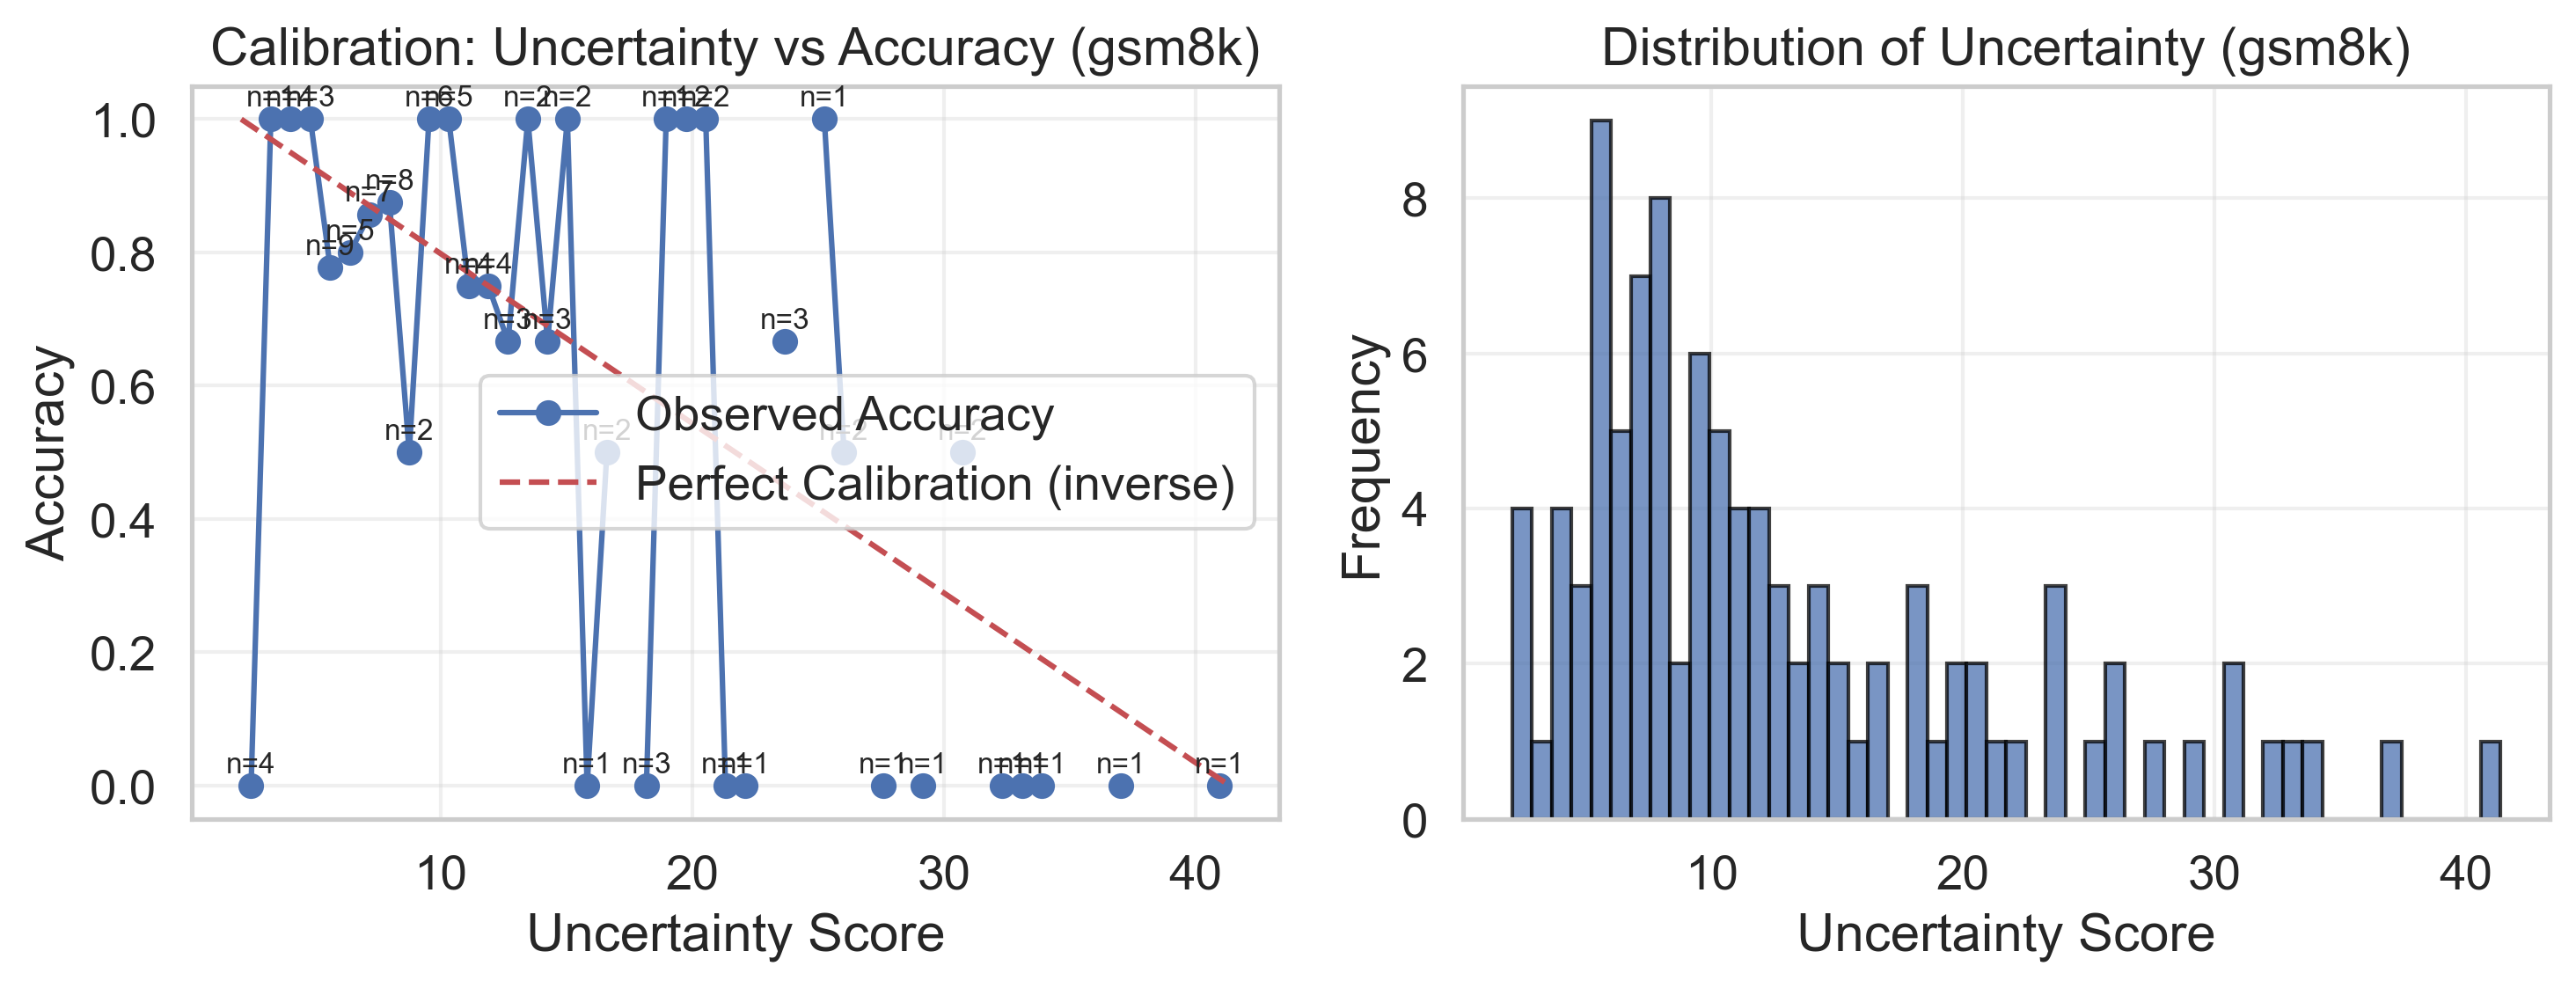 Calibration: Uncertainty vs Accuracy (gsm8k)
Accuracy
1.0
0.8
0.6
0.4
0.2
0.0
n=4
n=1
n=4
n=3
n=9
n=5
n=7
n=8
n=2
n=6
n=5
n=4
n=4
n=3
n=2
n=3
n=2
n=1
n=2
n=3
n=1
n=2
n=2
n=1
n=1
n=3
n=1
n=2
n=1
n=1
n=2
n=1
n=1
n=1
n=1
n=1
Observed Accuracy
Perfect Calibration (inverse)
10 20 30 40
Uncertainty Score
Distribution of Uncertainty (gsm8k)
Frequency
8
6
4
2
0
10 20 30 40
Uncertainty Score